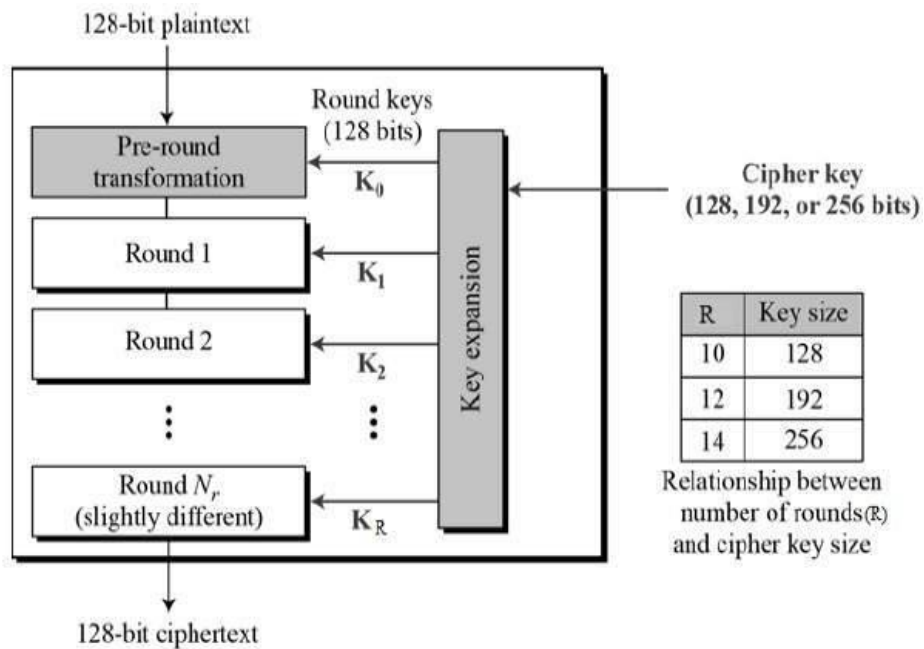 128-bit plaintext
Round keys
(128 bits)
Pre-round
transformation
K0
Cipher key
(128, 192, or 256 bits)
Round 1
K1
Round 2
K2
Key expansion
Round Nr
(slightly different)
KR
128-bit ciphertext
R Key size
10 128
12 192
14 256
Relationship between
number of rounds(R)
and cipher key size